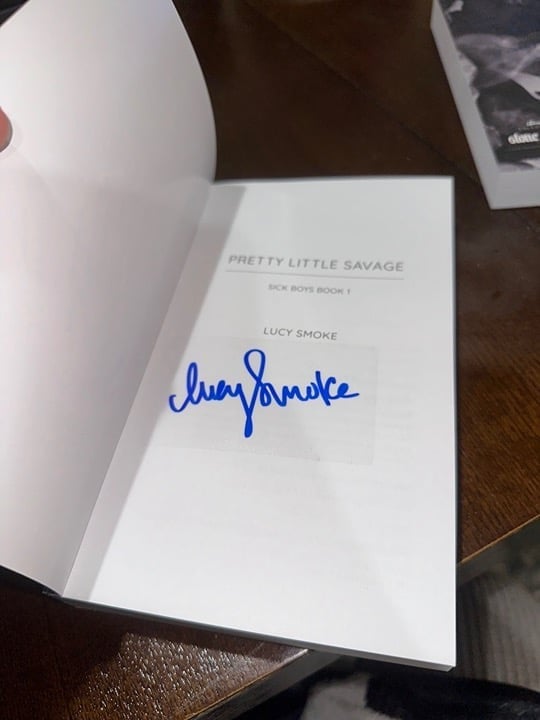 PRETTY LITTLE SAVAGE
SICK BOYS BOOK 1
LUCY SMOKE
Lucy Smoke